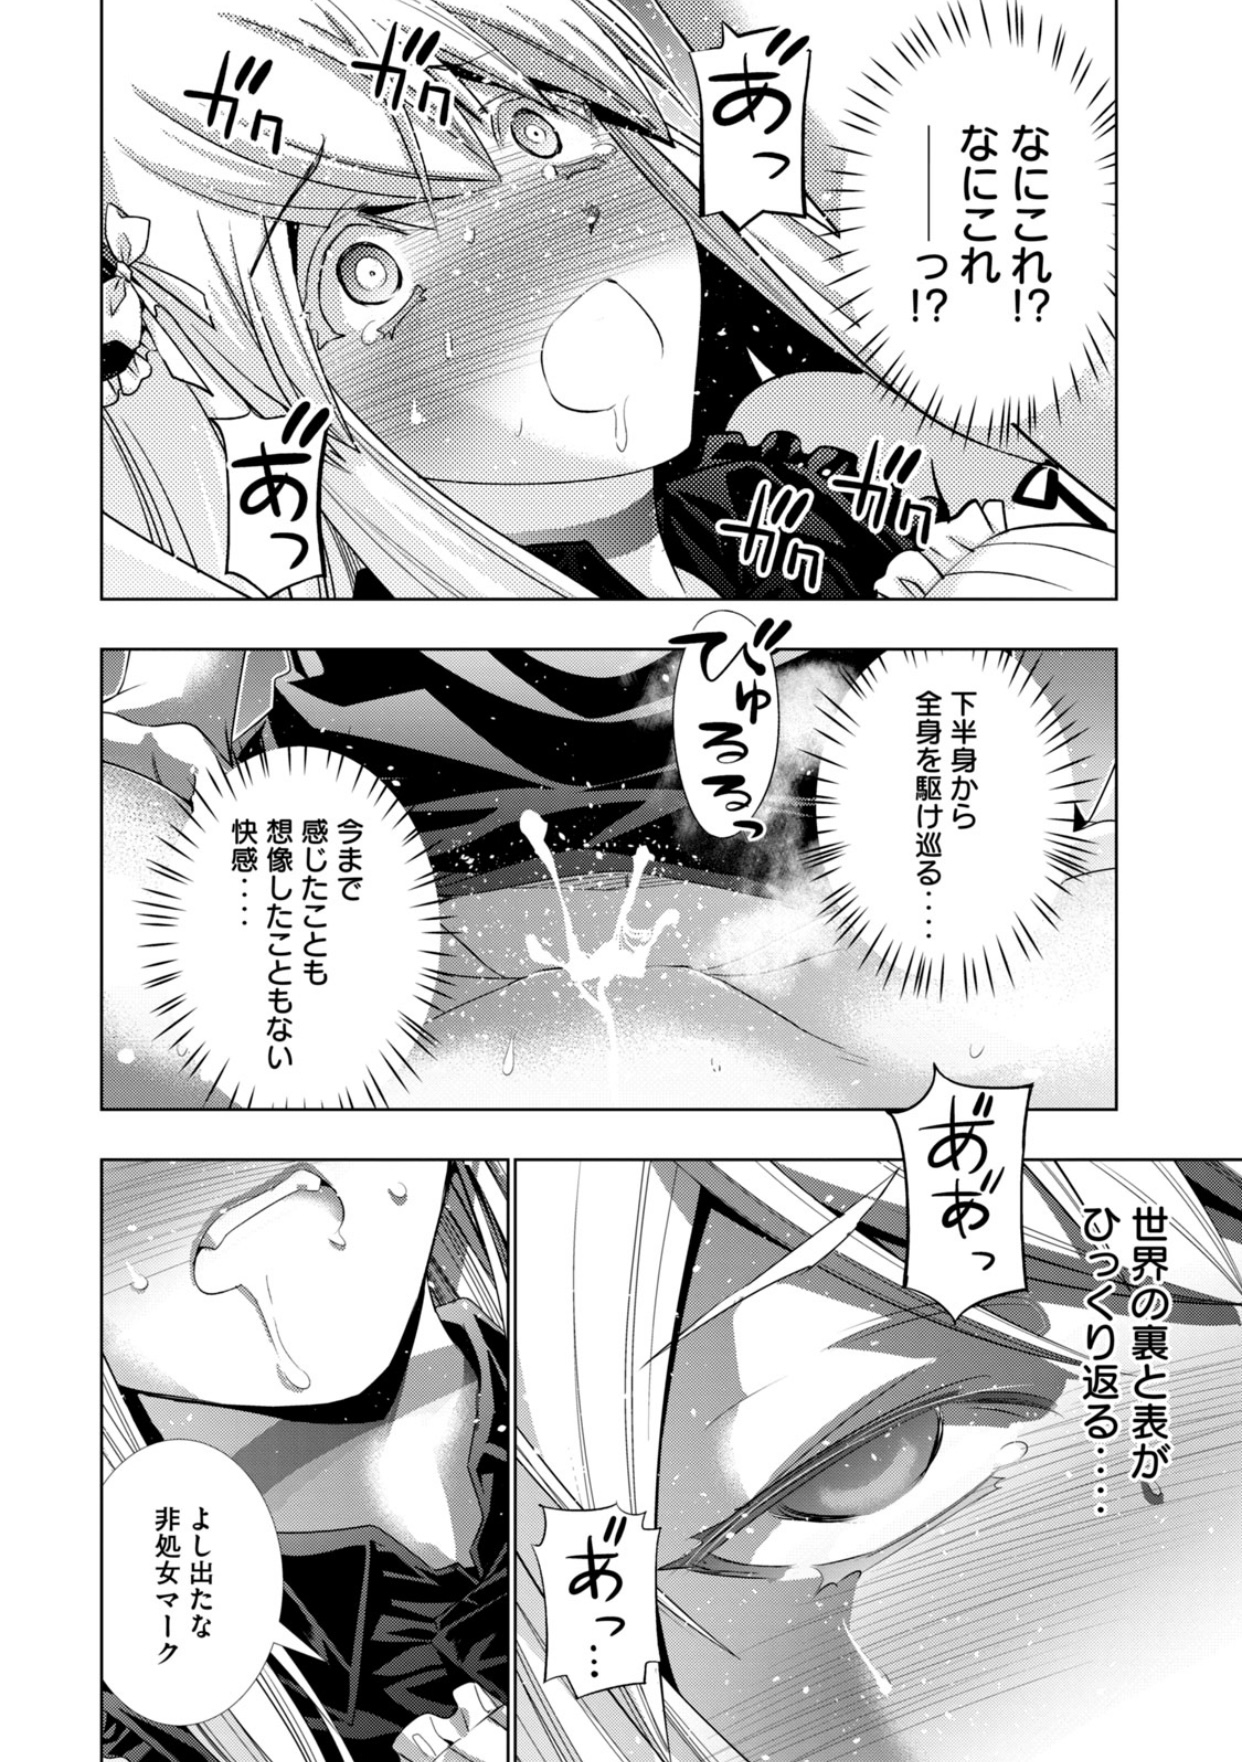 なにこれ!?
なにこれ
――っ!?
あ゛っ
ガクガク
あ゛っ
ガクガク
下半身から
全身を駆け巡る‥‥
びゅるるるっ
今まで
感じたことも
想像したこともない
快感‥‥
世界の裏と表が
ひっくり返る‥‥
あ゛あ゛っ
あ゛っ…
よし出たな
非処女マーク